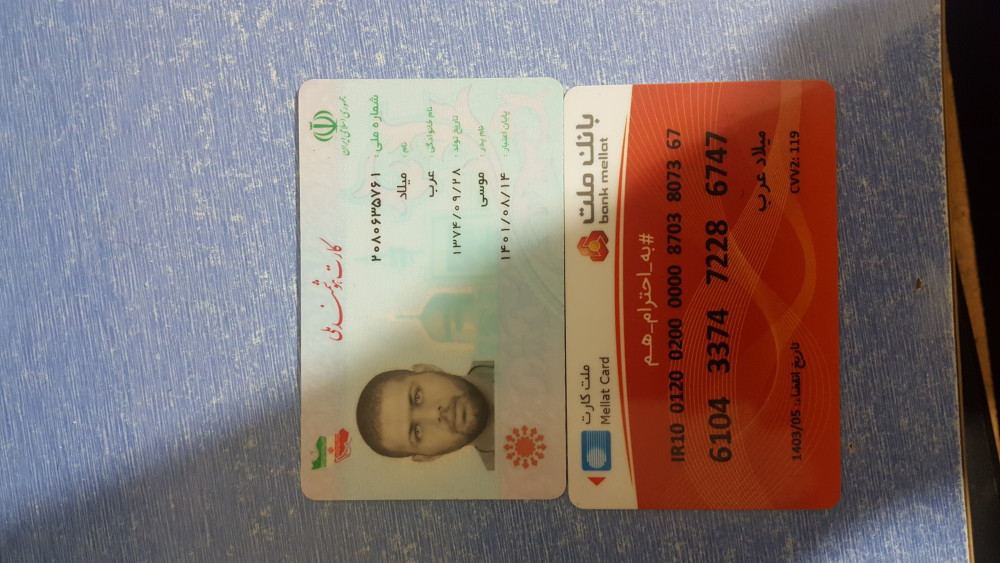 جمهوری اسلامی ایران
کارت هوشمند ملی
شماره ملی: ۲۰۸۰۶۳۵۷۶۱
نام: میلاد
نام خانوادگی: عرب
تاریخ تولد: ۱۳۷۴/۰۹/۲۸
نام پدر: موسی
پایان اعتبار: ۱۴۰۱/۰۸/۱۴
بانک ملت
bank mellat
ملت کارت
Mellat Card
#به_احترام_هم
IR10 0120 0200 0000 8703 8073 67
6104 3374 7228 6747
میلاد عرب
تاریخ انقضاء: 1403/05
CVV2: 119